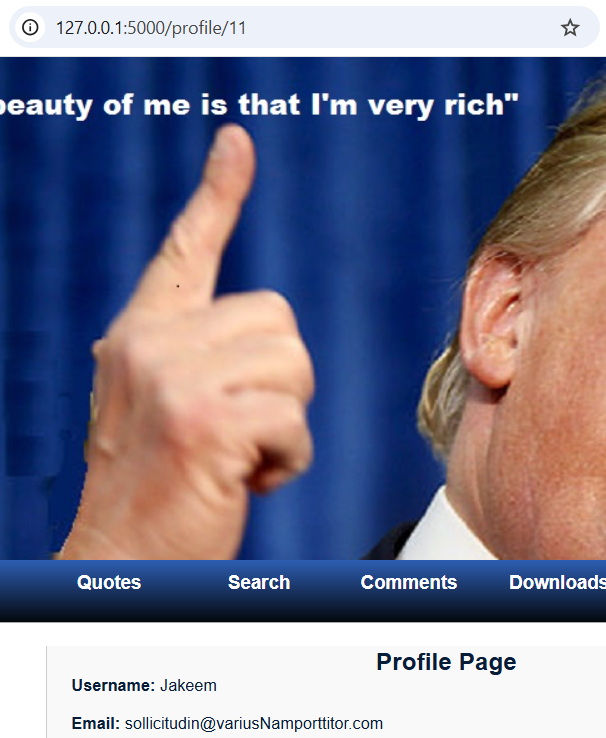 127.0.0.1:5000/profile/11
beauty of me is that I'm very rich"
Quotes Search Comments Downloads
Profile Page
Username: Jakeem
Email: sollicitudin@variusNamporttitor.com